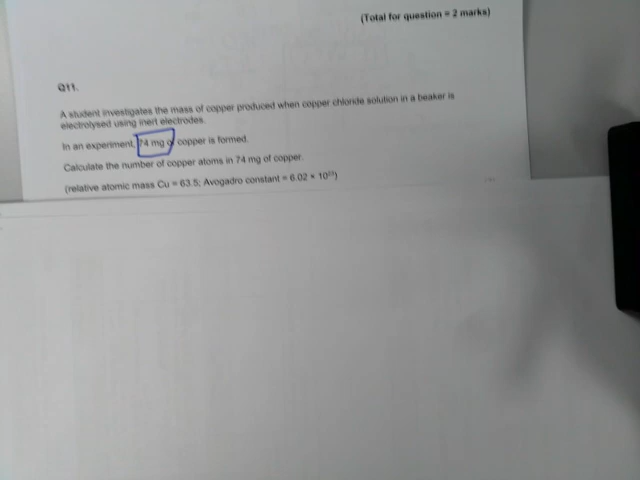 (Total for question = 2 marks)
Q11.
A student investigates the mass of copper produced when copper chloride solution in a beaker is
electrolysed using inert electrodes.
In an experiment, 74 mg of copper is formed.
Calculate the number of copper atoms in 74 mg of copper.
(relative atomic mass Cu = 63.5; Avogadro constant = 6.02 × 10²³)